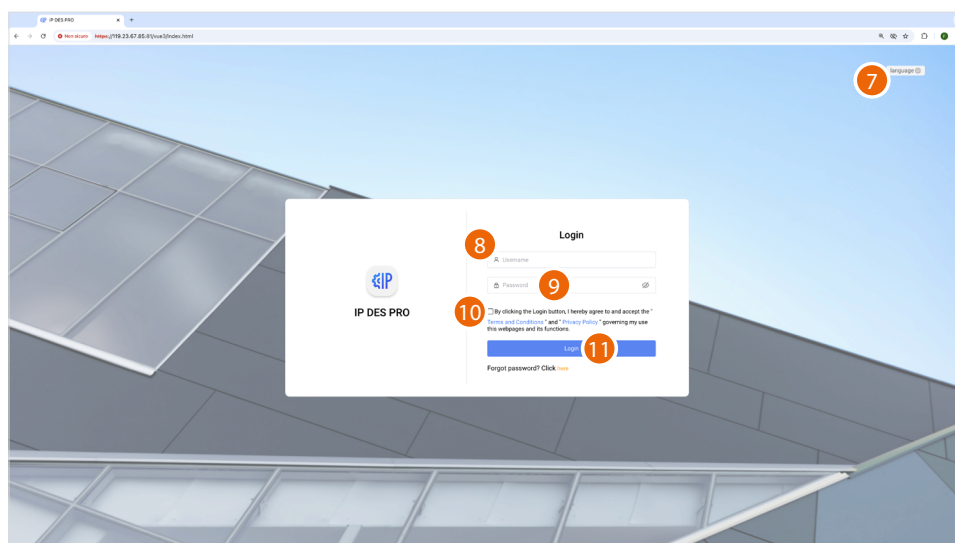 IP DES PRO
Non sicuro https://119.23.67.85:81/vue3/index.html
language
7
Login
8
Username
Password
9
IP DES PRO
10
By clicking the Login button, I hereby agree to and accept the "
Terms and Conditions " and " Privacy Policy " governing my use
this webpages and its functions.
Login
11
Forgot password? Click here.